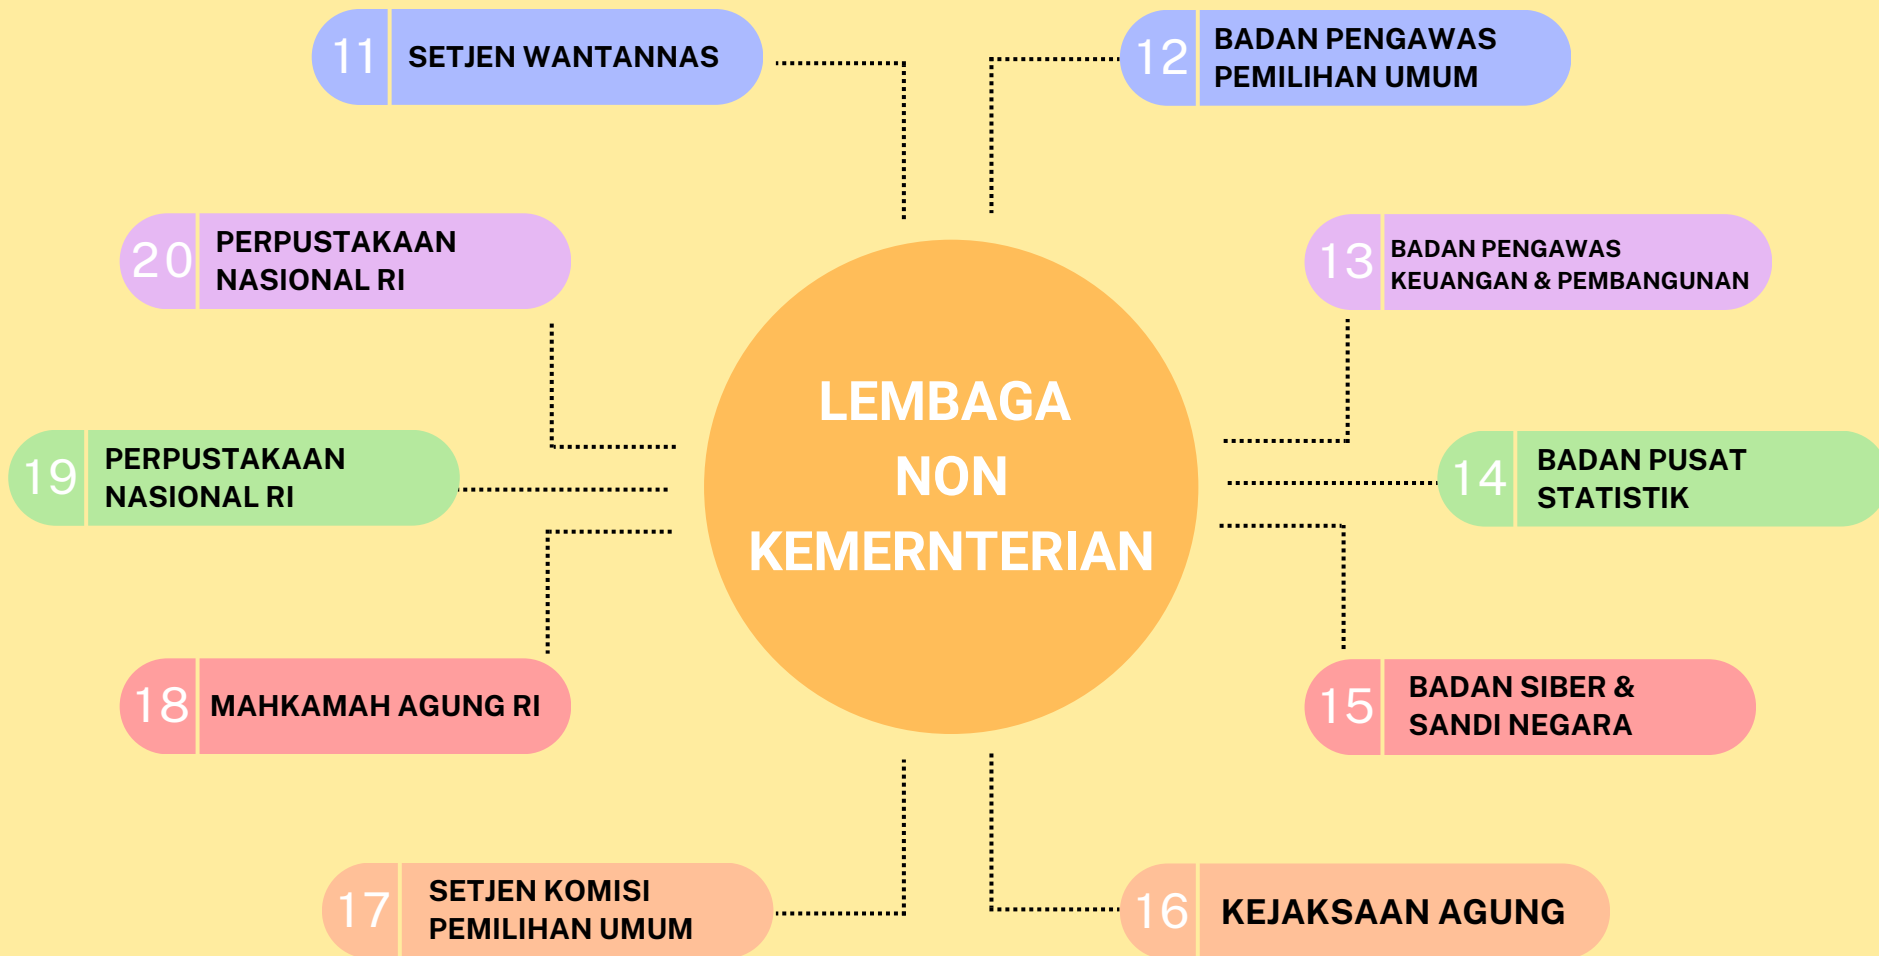 11 SETJEN WANTANNAS
12 BADAN PENGAWAS
PEMILIHAN UMUM
20 PERPUSTAKAAN
NASIONAL RI
13 BADAN PENGAWAS
KEUANGAN & PEMBANGUNAN
LEMBAGA
NON
KEMERNTERIAN
19 PERPUSTAKAAN
NASIONAL RI
14 BADAN PUSAT
STATISTIK
18 MAHKAMAH AGUNG RI
15 BADAN SIBER &
SANDI NEGARA
17 SETJEN KOMISI
PEMILIHAN UMUM
16 KEJAKSAAN AGUNG